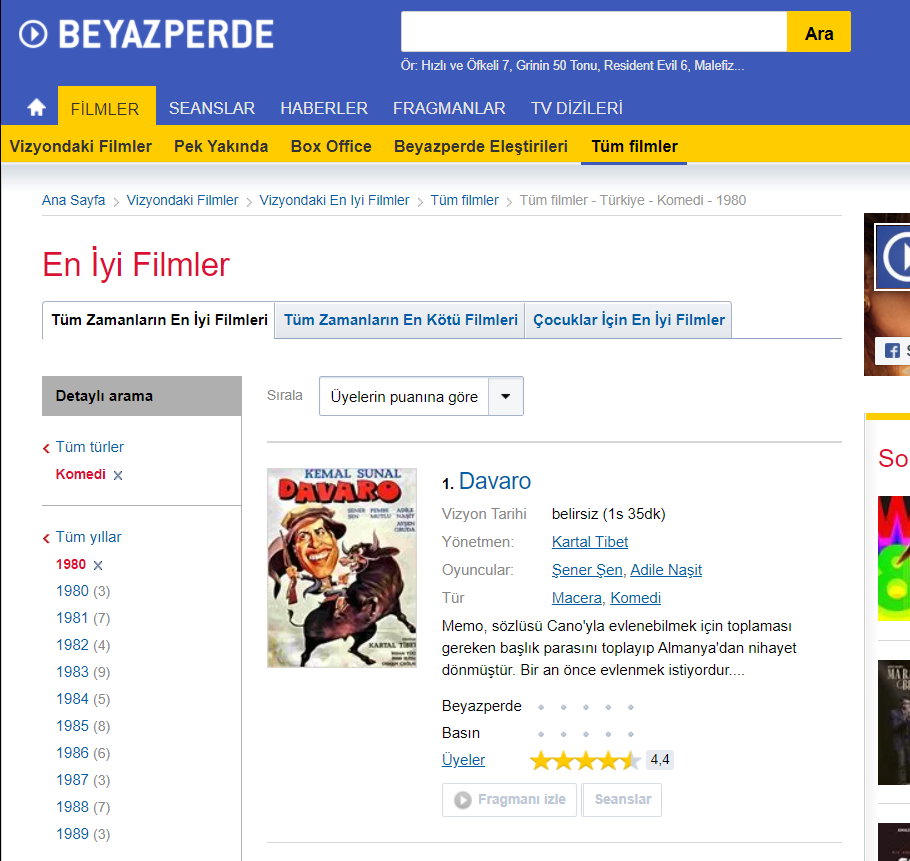 BEYAZPERDE
Ara
Ör: Hızlı ve Öfkeli 7, Grinin 50 Tonu, Resident Evil 6, Malefiz...
FİLMLER SEANSLAR HABERLER FRAGMANLAR TV DİZİLERİ
Vizyondaki Filmler Pek Yakında Box Office Beyazperde Eleştirileri Tüm filmler
Ana Sayfa > Vizyondaki Filmler > Vizyondaki En Iyi Filmler > Tüm filmler > Tüm filmler - Türkiye - Komedi - 1980
En İyi Filmler
Tüm Zamanların En İyi Filmleri Tüm Zamanların En Kötü Filmleri Çocuklar İçin En İyi Filmler
Detaylı arama
Tüm türler
Komedi x
Tüm yıllar
1980 x
1980 (3)
1981 (7)
1982 (4)
1983 (9)
1984 (5)
1985 (8)
1986 (6)
1987 (3)
1988 (7)
1989 (3)
Sırala Üyelerin puanına göre
KEMAL SUNAL
DAVARO
ŞENER ŞEN
PEMBE MUTLU
ADİLE NAŞİT
AYŞEN GRUDA
KARTAL TİBET
1. Davaro
Vizyon Tarihi belirsiz (1s 35dk)
Yönetmen: Kartal Tibet
Oyuncular: Şener Şen, Adile Naşit
Tür Macera, Komedi
Memo, sözlüsü Cano'yla evlenebilmek için toplaması
gereken başlık parasını toplayıp Almanya'dan nihayet
dönmüştür. Bir an önce evlenmek istiyordur....
Beyazperde
Basın
Üyeler 4,4
Fragmanı izle Seanslar
So